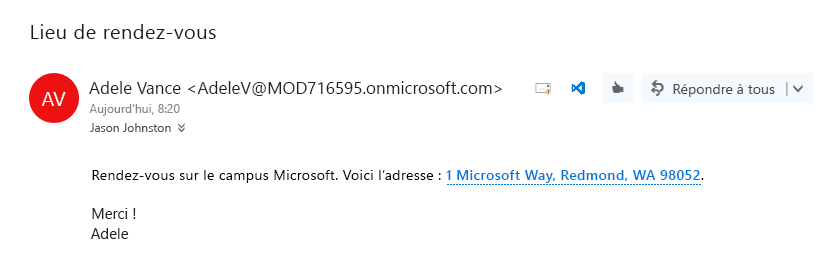 Lieu de rendez-vous
AV
Adele Vance <AdeleV@MOD716595.onmicrosoft.com>
Répondre à tous
Aujourd'hui, 8:20
Jason Johnston
Rendez-vous sur le campus Microsoft. Voici l'adresse : 1 Microsoft Way, Redmond, WA 98052.
Merci !
Adele